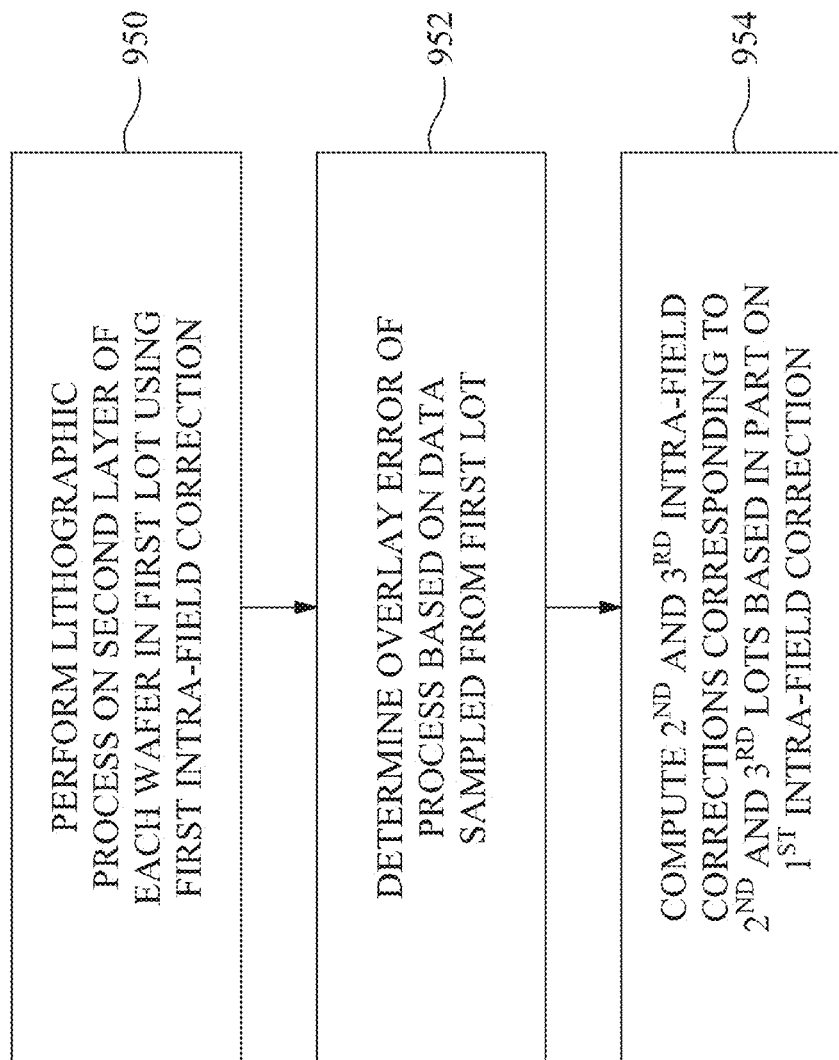 PERFORM LITHOGRAPHIC
PROCESS ON SECOND LAYER OF
EACH WAFER IN FIRST LOT USING
FIRST INTRA-FIELD CORRECTION
950
DETERMINE OVERLAY ERROR OF
PROCESS BASED ON DATA
SAMPLED FROM FIRST LOT
952
COMPUTE 2ND AND 3RD INTRA-FIELD
CORRECTIONS CORRESPONDING TO
2ND AND 3RD LOTS BASED IN PART ON
1ST INTRA-FIELD CORRECTION
954